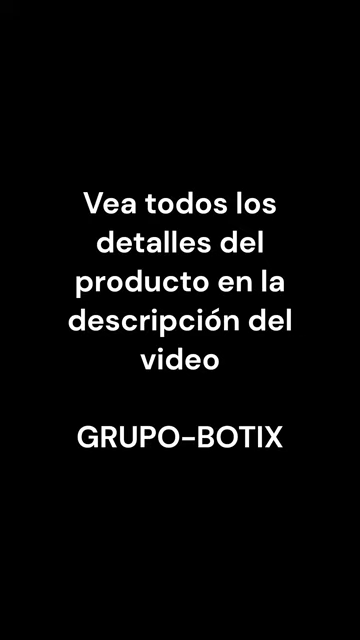 Vea todos los
detalles del
producto en la
descripción del
video
GRUPO-BOTIX